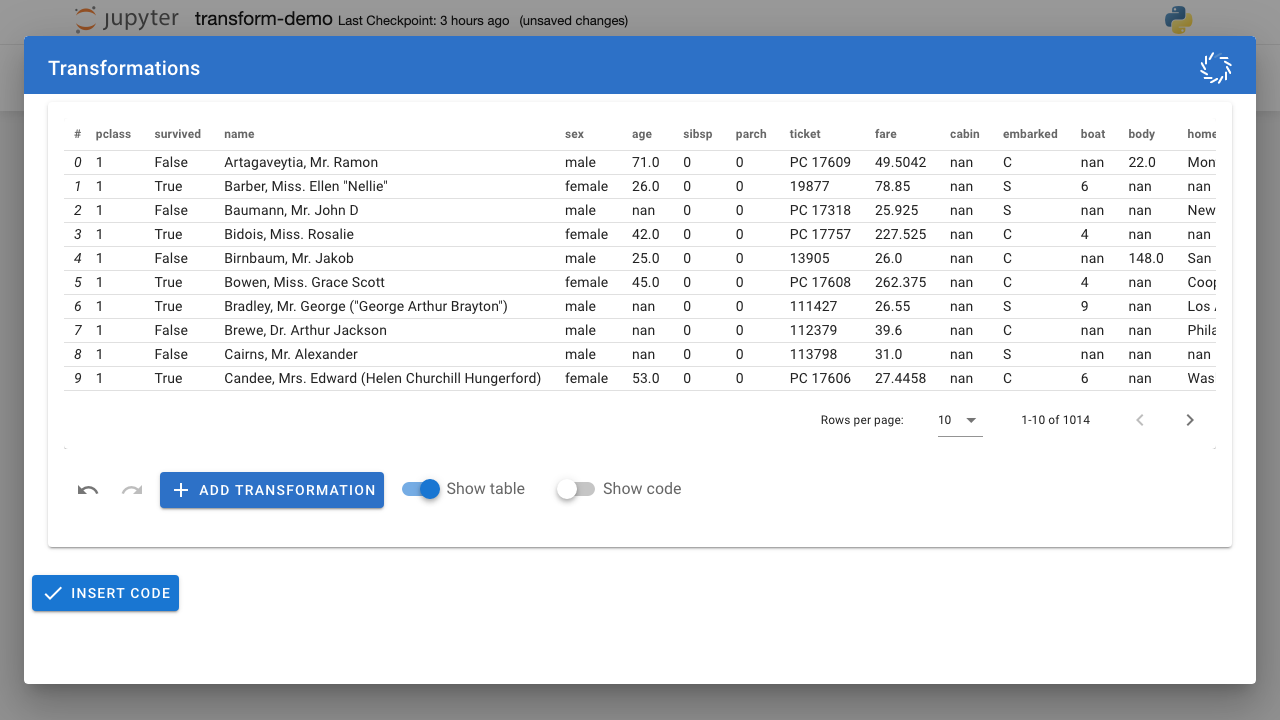 jupyter transform-demo Last Checkpoint: 3 hours ago (unsaved changes)
Transformations
# pclass survived name sex age sibsp parch ticket fare cabin embarked boat body home
0 1 False Artagaveytia, Mr. Ramon male 71.0 0 0 PC 17609 49.5042 nan C nan 22.0 Mon
1 1 True Barber, Miss. Ellen "Nellie" female 26.0 0 0 19877 78.85 nan S 6 nan nan
2 1 False Baumann, Mr. John D male nan 0 0 PC 17318 25.925 nan S nan nan New
3 1 True Bidois, Miss. Rosalie female 42.0 0 0 PC 17757 227.525 nan C 4 nan nan
4 1 False Birnbaum, Mr. Jakob male 25.0 0 0 13905 26.0 nan C nan 148.0 San
5 1 True Bowen, Miss. Grace Scott female 45.0 0 0 PC 17608 262.375 nan C 4 nan Coop
6 1 True Bradley, Mr. George ("George Arthur Brayton") male nan 0 0 111427 26.55 nan S 9 nan Los
7 1 False Brewe, Dr. Arthur Jackson male nan 0 0 112379 39.6 nan C nan nan Phila
8 1 False Cairns, Mr. Alexander male nan 0 0 113798 31.0 nan S nan nan nan
9 1 True Candee, Mrs. Edward (Helen Churchill Hungerford) female 53.0 0 0 PC 17606 27.4458 nan C 6 nan Was
Rows per page: 10 1-10 of 1014
ADD TRANSFORMATION Show table Show code
INSERT CODE